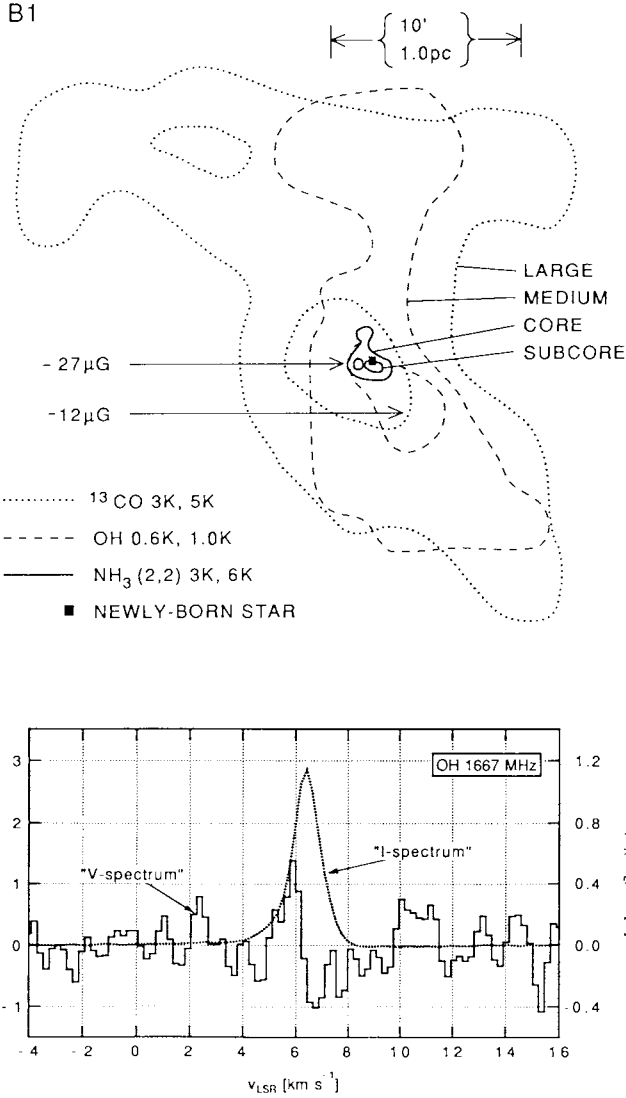 B1
10'
1.0pc
LARGE
MEDIUM
CORE
SUBCORE
-27μG
-12μG
¹³CO 3K, 5K
OH 0.6K, 1.0K
NH₃ (2,2) 3K, 6K
NEWLY-BORN STAR
3
2
1
0
-1
1.2
0.8
0.4
0.0
-0.4
OH 1667 MHz
"I-spectrum"
"V-spectrum"
-4 -2 0 2 4 6 8 10 12 14 16
vLSR [km s⁻¹]